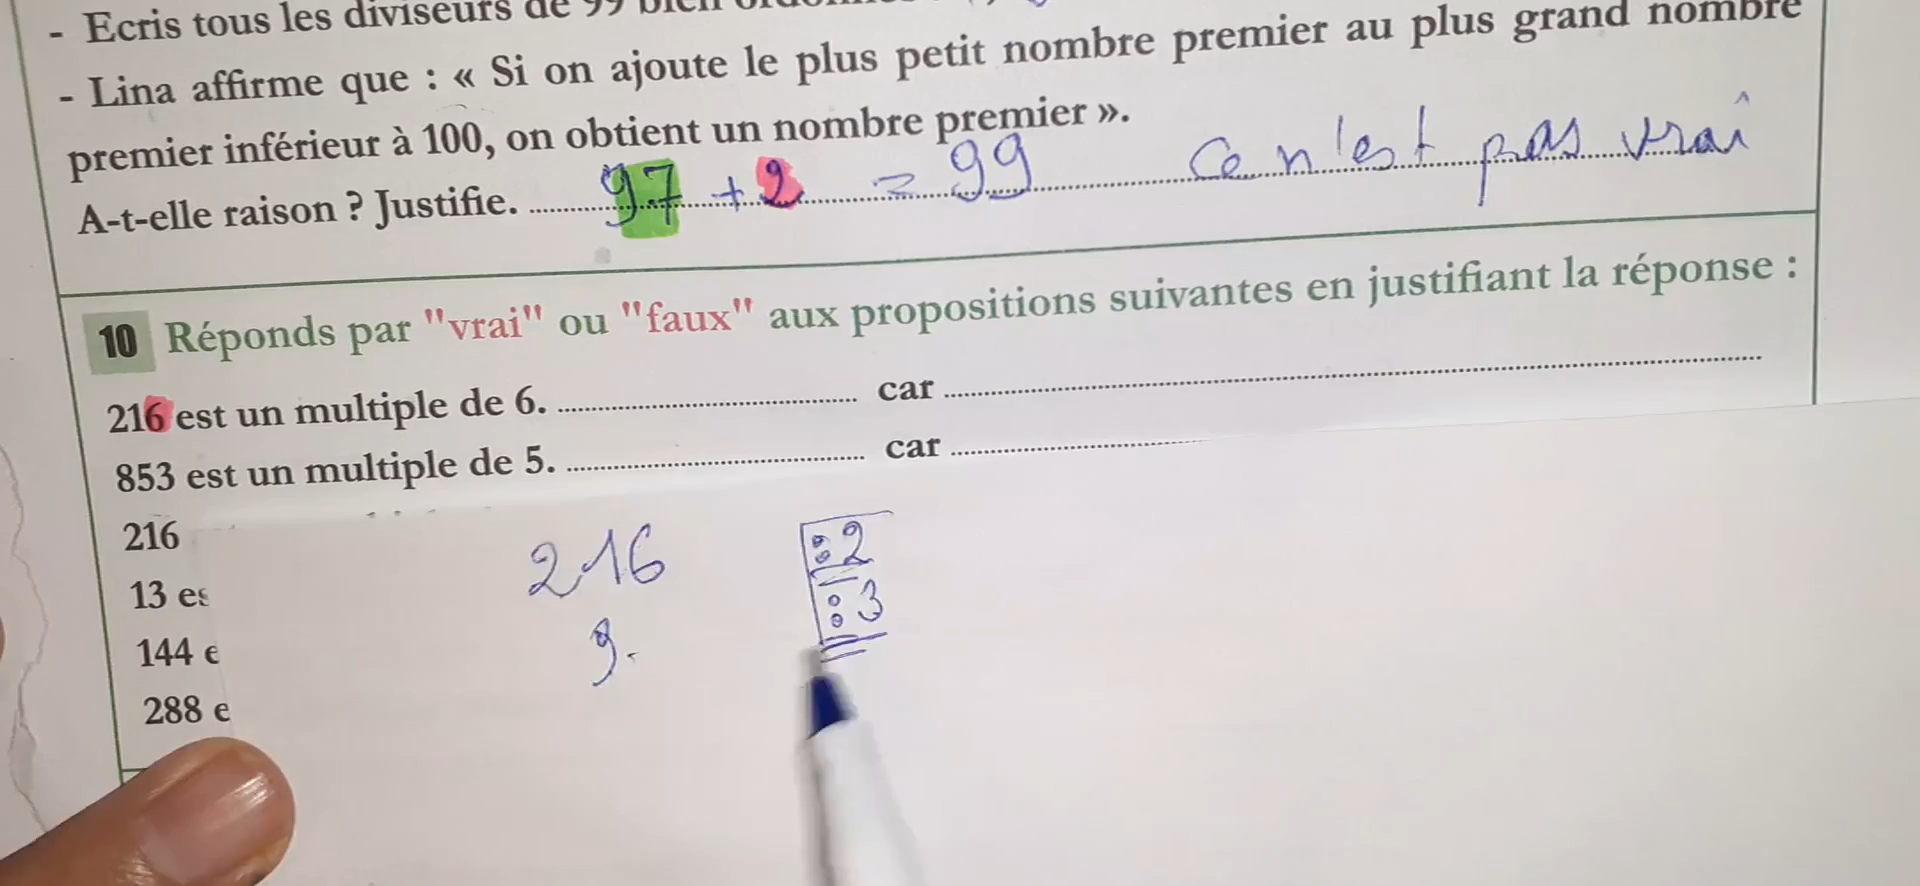 - Ecris tous les diviseurs de 99 bien
- Lina affirme que : « Si on ajoute le plus petit nombre premier au plus grand nombre
premier inférieur à 100, on obtient un nombre premier ».
A-t-elle raison ? Justifie. 97 + 2 = 99 Ce n'est pas vraî
10 Réponds par "vrai" ou "faux" aux propositions suivantes en justifiant la réponse :
216 est un multiple de 6. car
853 est un multiple de 5. car
216
13 es
144 e
288 e
216 2
9. 3